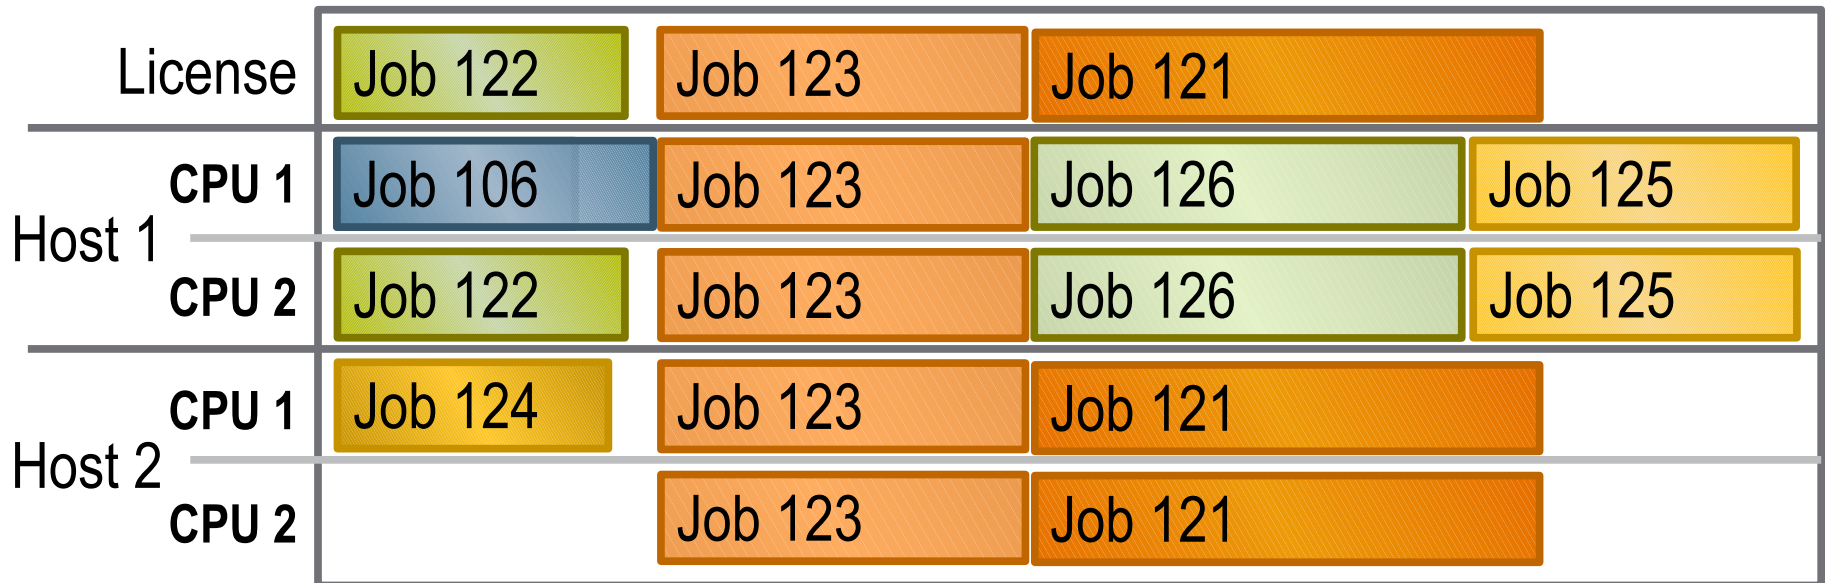 License Job 122 Job 123 Job 121
CPU 1 Job 106 Job 123 Job 126 Job 125
Host 1
CPU 2 Job 122 Job 123 Job 126 Job 125
CPU 1 Job 124 Job 123 Job 121
Host 2
CPU 2 Job 123 Job 121